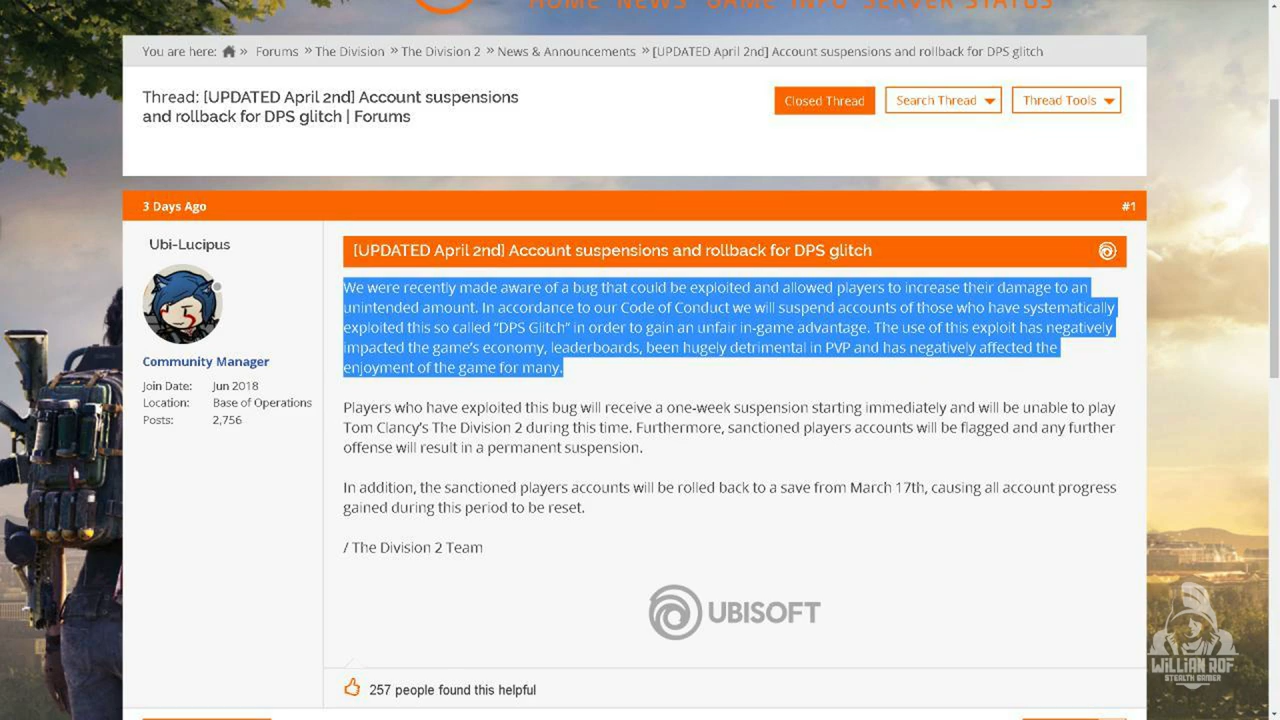 HOME NEWS GAME INFO SERVER STATUS
You are here: » Forums » The Division » The Division 2 » News & Announcements » [UPDATED April 2nd] Account suspensions and rollback for DPS glitch
Thread: [UPDATED April 2nd] Account suspensions
and rollback for DPS glitch | Forums
Closed Thread
Search Thread
Thread Tools
3 Days Ago
#1
Ubi-Lucipus
Community Manager
Join Date: Jun 2018
Location: Base of Operations
Posts: 2,756
[UPDATED April 2nd] Account suspensions and rollback for DPS glitch
We were recently made aware of a bug that could be exploited and allowed players to increase their damage to an
unintended amount. In accordance to our Code of Conduct we will suspend accounts of those who have systematically
exploited this so called “DPS Glitch” in order to gain an unfair in-game advantage. The use of this exploit has negatively
impacted the game’s economy, leaderboards, been hugely detrimental in PVP and has negatively affected the
enjoyment of the game for many.
Players who have exploited this bug will receive a one-week suspension starting immediately and will be unable to play
Tom Clancy’s The Division 2 during this time. Furthermore, sanctioned players accounts will be flagged and any further
offense will result in a permanent suspension.
In addition, the sanctioned players accounts will be rolled back to a save from March 17th, causing all account progress
gained during this period to be reset.
/ The Division 2 Team
UBISOFT
257 people found this helpful
WILLIAN ROF
STEALTH GAMER